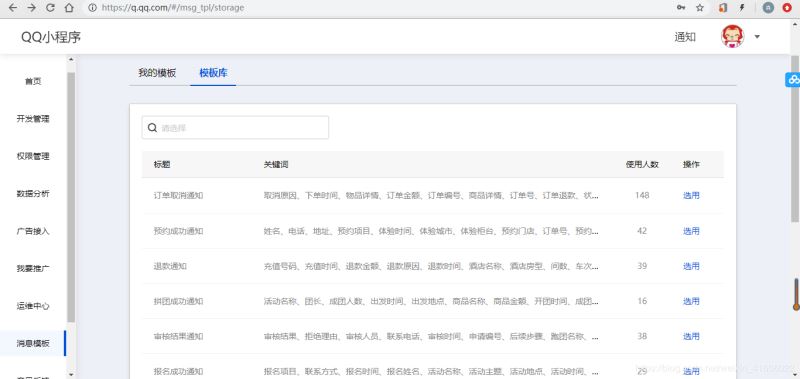 https://q.qq.com/#/msg_tpl/storage
QQ小程序
通知
首页
开发管理
权限管理
数据分析
广告接入
我要推广
运维中心
消息模板
我的模板
模板库
请选择
标题 关键词 使用人数 操作
订单取消通知 取消原因、下单时间、物品详情、订单金额、订单编号、商品详情、订单号、订单退款、状... 148 选用
预约成功通知 姓名、电话、地址、预约项目、体验时间、体验城市、体验柜台、预约门店、订单号、预约... 42 选用
退款通知 充值号码、充值时间、退款金额、退款原因、退款时间、酒店名称、酒店房型、间数、车次... 39 选用
拼团成功通知 活动名称、团长、成团人数、出发时间、出发地点、商品名称、商品金额、开团时间、成团... 16 选用
审核结果通知 审核结果、拒绝理由、审核人员、联系电话、审核时间、申请编号、后续步骤、跑团名称、... 38 选用
报名成功通知 报名项目、联系方式、报名时间、报名姓名、活动名称、活动主题、活动地点、活动时间、... 29 选用